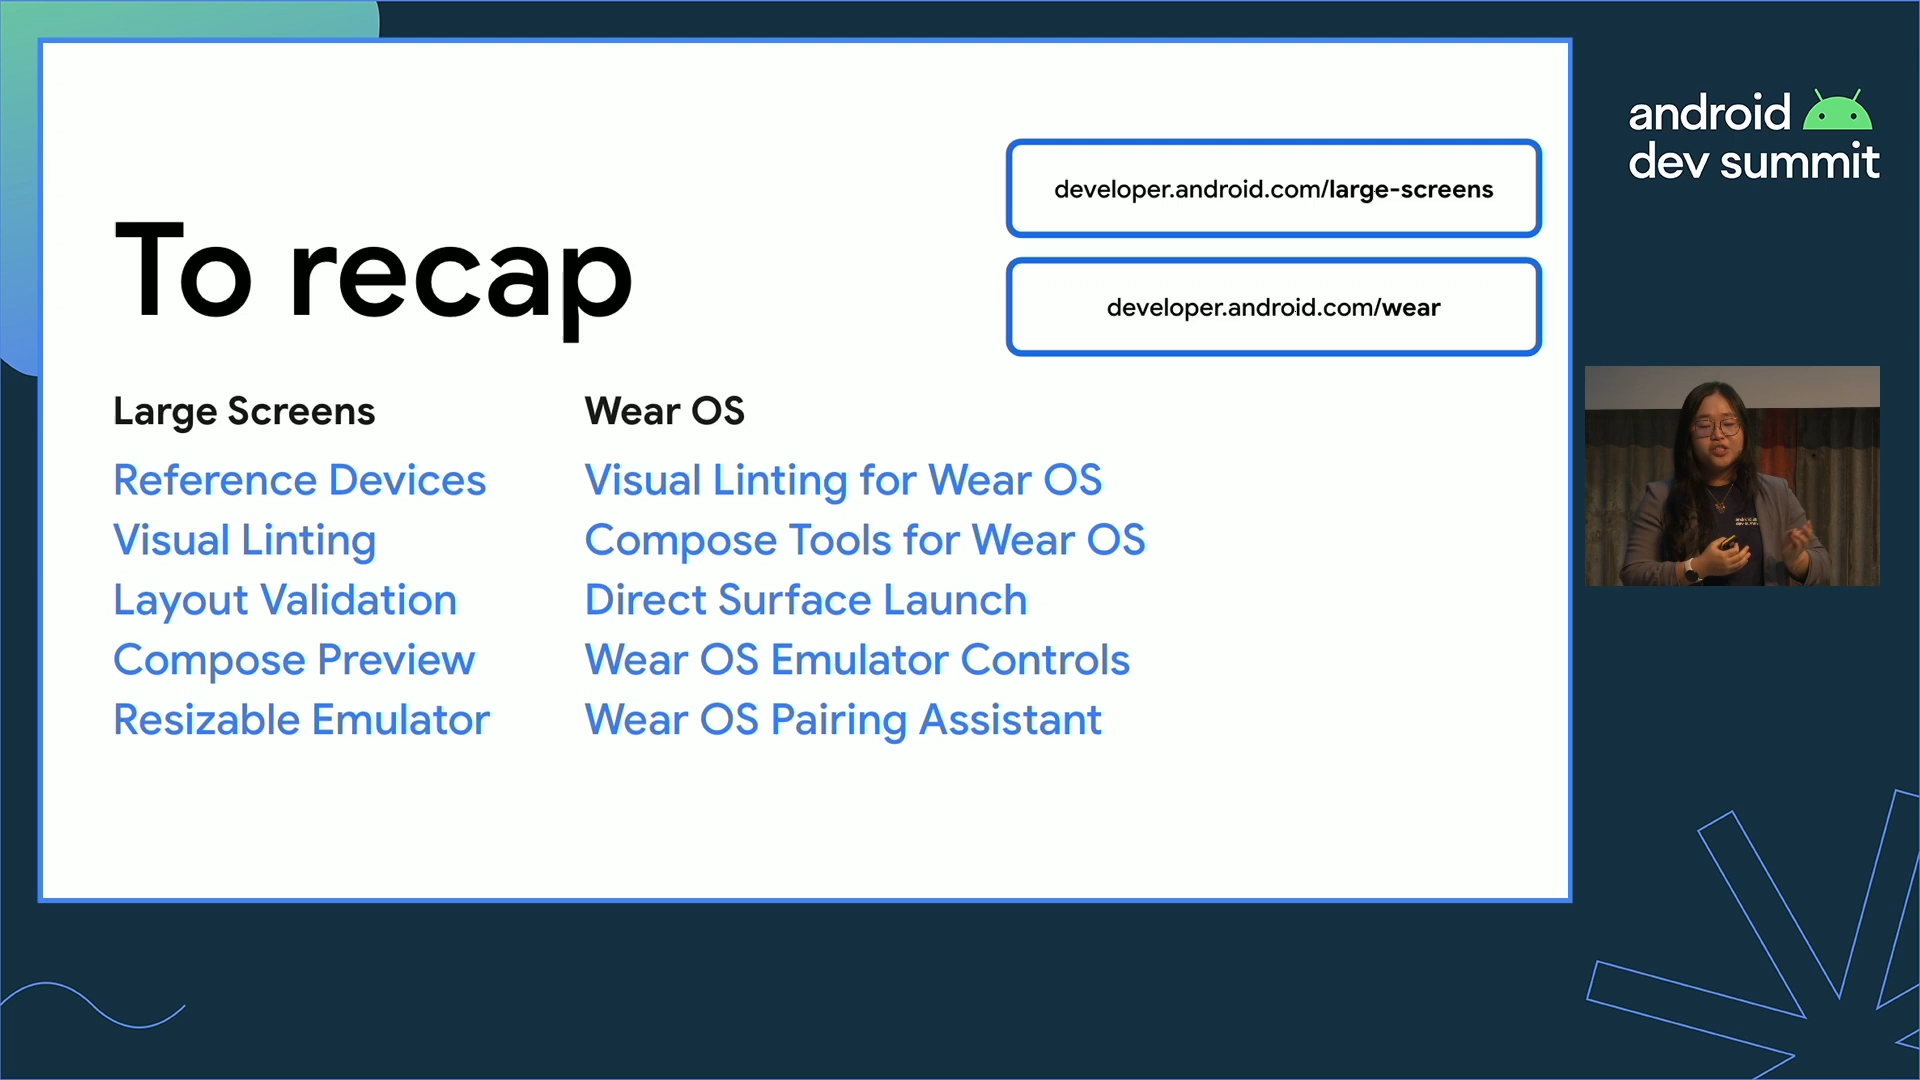 android
dev summit
developer.android.com/large-screens
developer.android.com/wear
To recap
Large Screens
Reference Devices
Visual Linting
Layout Validation
Compose Preview
Resizable Emulator
Wear OS
Visual Linting for Wear OS
Compose Tools for Wear OS
Direct Surface Launch
Wear OS Emulator Controls
Wear OS Pairing Assistant